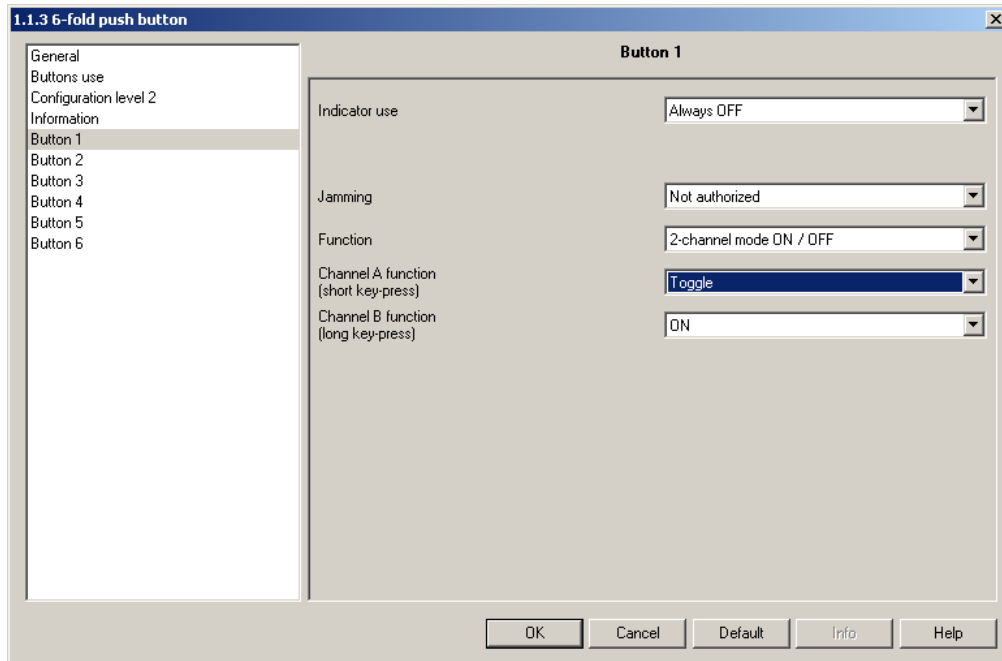 1.1.3 6-fold push button
General
Buttons use
Configuration level 2
Information
Button 1
Button 2
Button 3
Button 4
Button 5
Button 6
Button 1
Indicator use
Always OFF
Jamming
Not authorized
Function
2-channel mode ON / OFF
Channel A function
(short key-press)
Toggle
Channel B function
(long key-press)
ON
OK
Cancel
Default
Info
Help